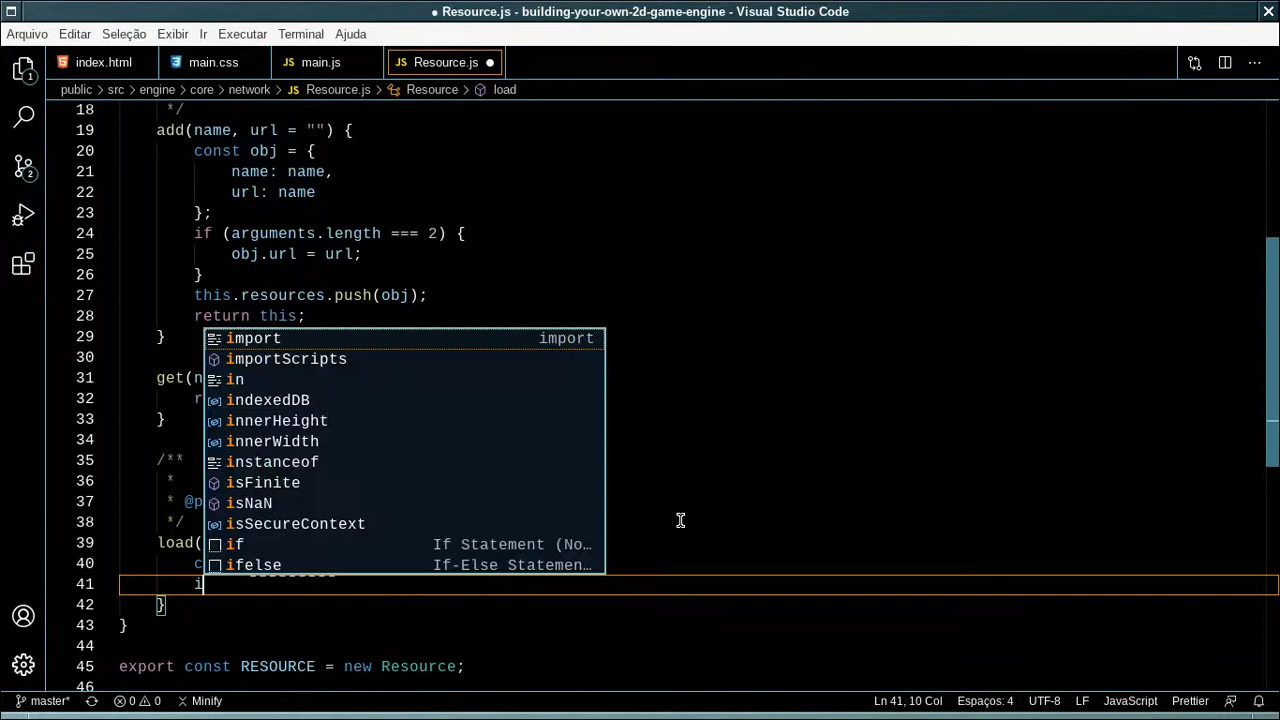 ● Resource.js - building-your-own-2d-game-engine - Visual Studio Code
Arquivo Editar Seleção Exibir Ir Executar Terminal Ajuda
index.html main.css JS main.js JS Resource.js ●
public > src > engine > core > network > JS Resource.js > Resource > load
18 */
19 add(name, url = "") {
20 const obj = {
21 name: name,
22 url: name
23 };
24 if (arguments.length === 2) {
25 obj.url = url;
26 }
27 this.resources.push(obj);
28 return this;
29 }
30
31 get(n
32 r
33 }
34
35 /**
36 *
37 * @p
38 */
39 load(
40 c
41 i
42 }
43 }
44
45 export const RESOURCE = new Resource;
46
import import
importScripts
in
indexedDB
innerHeight
innerWidth
instanceof
isFinite
isNaN
isSecureContext
if If Statement (No…
ifelse If-Else Statemen…
1
2
master* 0 0 Minify Ln 41, 10 Col Espaços: 4 UTF-8 LF JavaScript Prettier